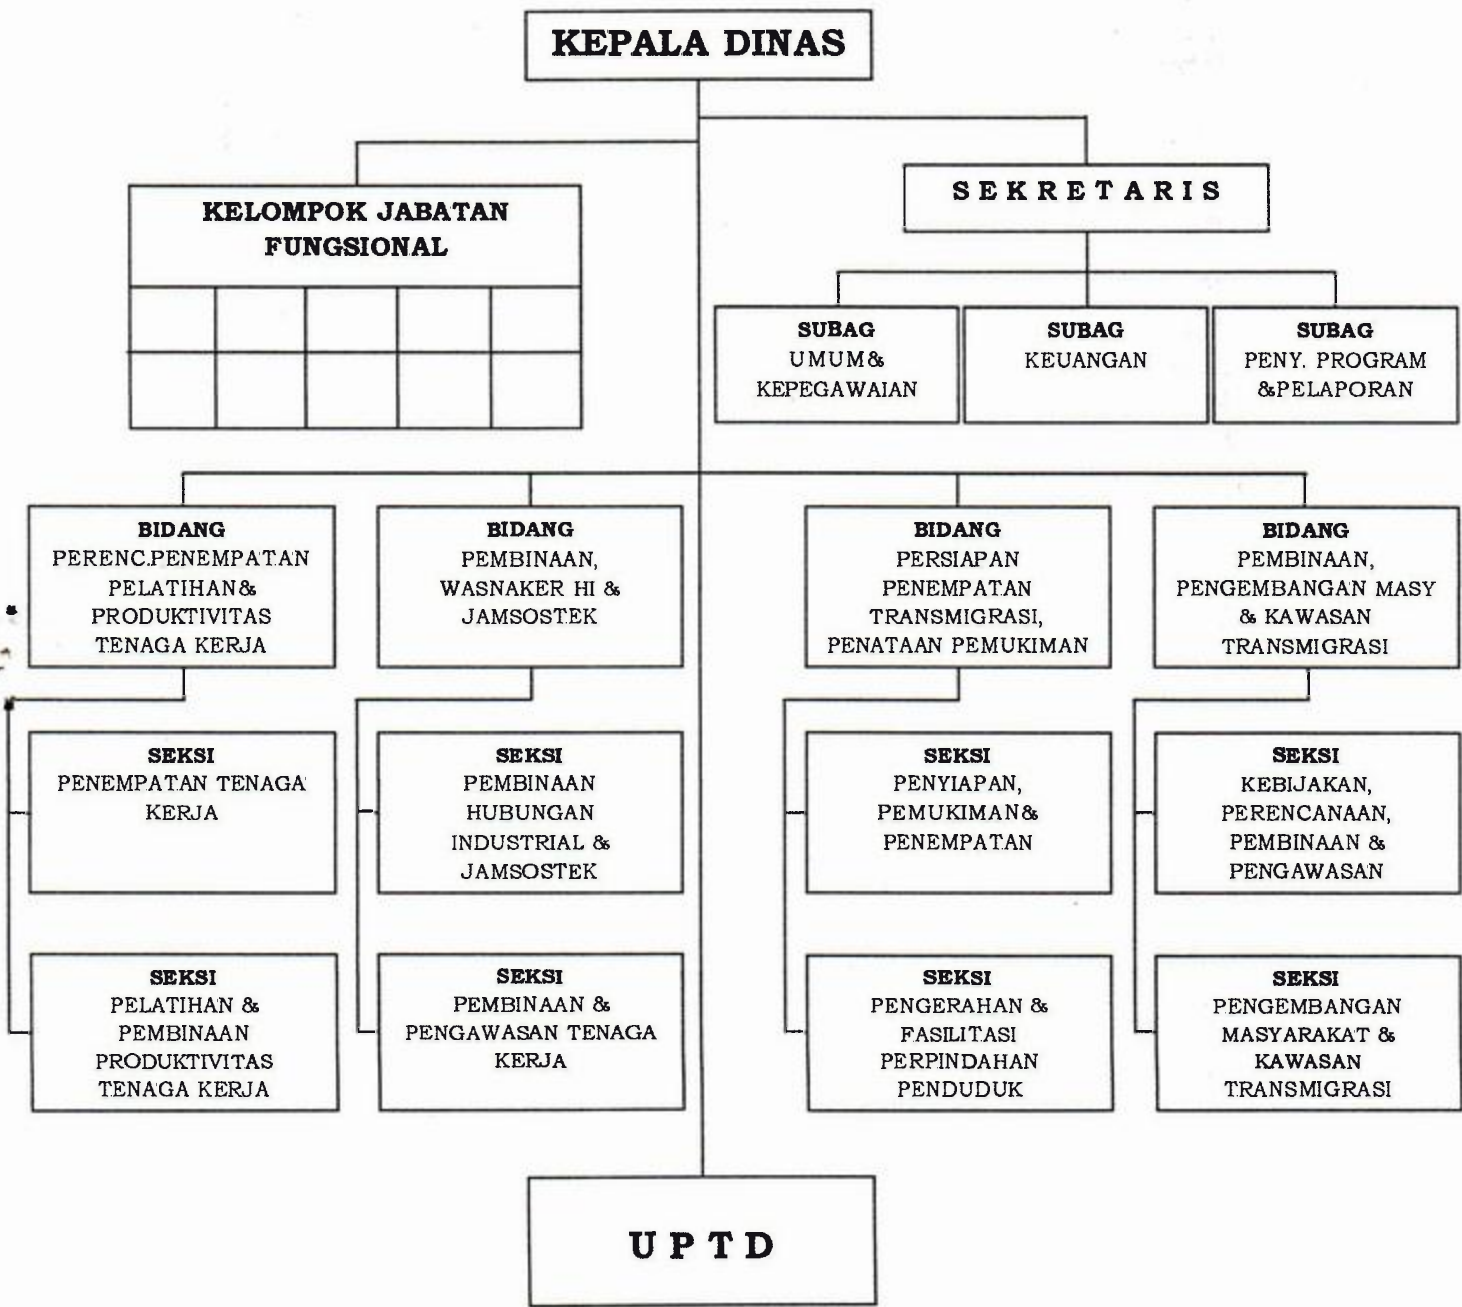 KEPALA DINAS
KELOMPOK JABATAN
FUNGSIONAL
SEKRETARIS
SUBAG
UMUM&
KEPEGAWAIAN
SUBAG
KEUANGAN
SUBAG
PENY. PROGRAM
&PELAPORAN
BIDANG
PERENC.PENEMPATAN
PELATIHAN&
PRODUKTIVITAS
TENAGA KERJA
BIDANG
PEMBINAAN,
WASNAKER HI &
JAMSOSTEK
BIDANG
PERSIAPAN
PENEMPATAN
TRANSMIGRASI,
PENATAAN PEMUKIMAN
BIDANG
PEMBINAAN,
PENGEMBANGAN MASY
& KAWASAN
TRANSMIGRASI
SEKSI
PENEMPATAN TENAGA
KERJA
SEKSI
PEMBINAAN
HUBUNGAN
INDUSTRIAL &
JAMSOSTEK
SEKSI
PENYIAPAN,
PEMUKIMAN&
PENEMPATAN
SEKSI
KEBIJAKAN,
PERENCANAAN,
PEMBINAAN &
PENGAWASAN
SEKSI
PELATIHAN &
PEMBINAAN
PRODUKTIVITAS
TENAGA KERJA
SEKSI
PEMBINAAN &
PENGAWASAN TENAGA
KERJA
SEKSI
PENGERAHAN &
FASILITASI
PERPINDAHAN
PENDUDUK
SEKSI
PENGEMBANGAN
MASYARAKAT &
KAWASAN
TRANSMIGRASI
UPTD